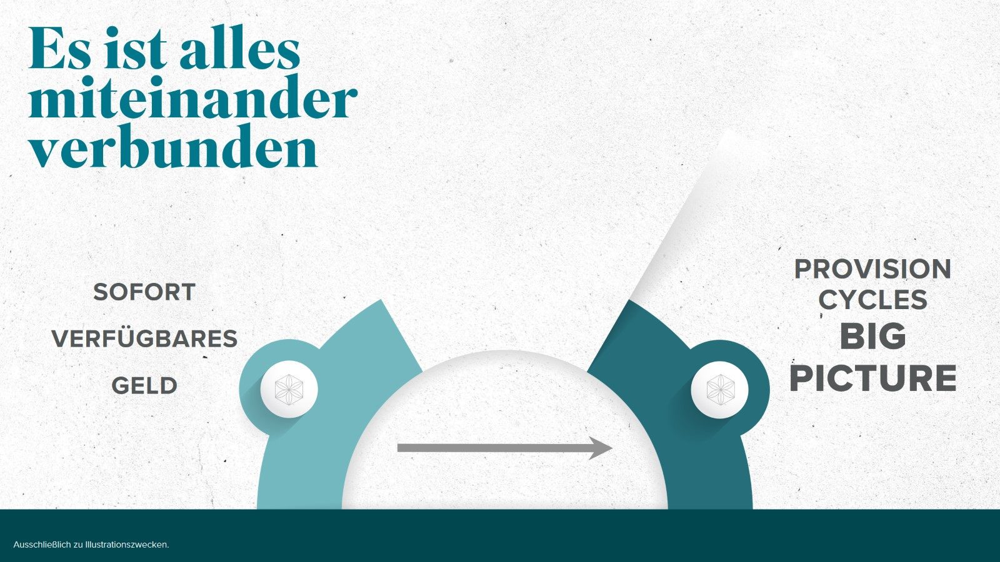 Es ist alles
miteinander
verbunden
SOFORT
VERFÜGBARES
GELD
PROVISION
CYCLES
BIG
PICTURE
Ausschließlich zu Illustrationszwecken.